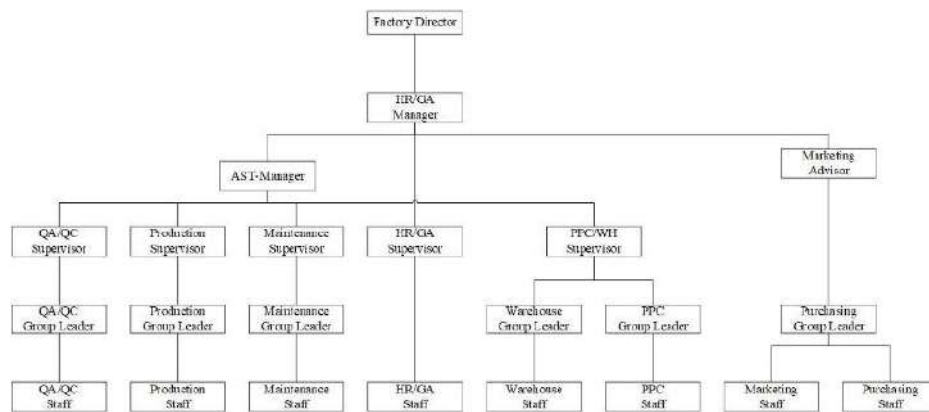 Factory Director
HR/GA
Manager
AST-Manager
Marketing
Advisor
QA/QC
Supervisor
Production
Supervisor
Maintenance
Supervisor
HR/GA
Supervisor
PPC/WH
Supervisor
QA/QC
Group Leader
Production
Group Leader
Maintenance
Group Leader
Warehouse
Group Leader
PPC
Group Leader
Purchasing
Group Leader
QA/QC
Staff
Production
Staff
Maintenance
Staff
HR/GA
Staff
Warehouse
Staff
PPC
Staff
Marketing
Staff
Purchasing
Staff